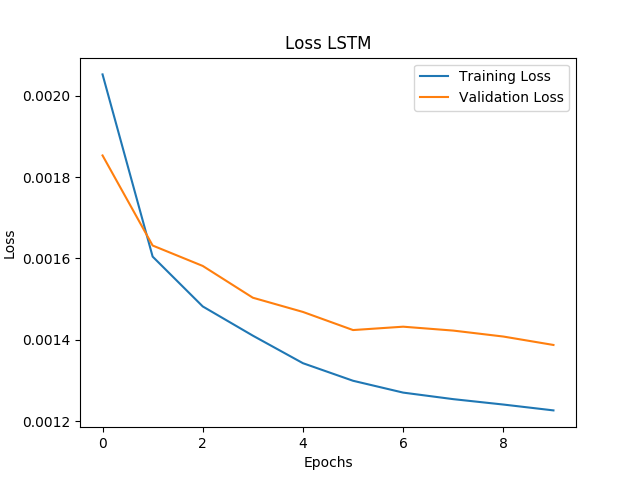 Loss LSTM
Training Loss
Validation Loss
0.0020
0.0018
0.0016
0.0014
0.0012
Loss
0
2
4
6
8
Epochs